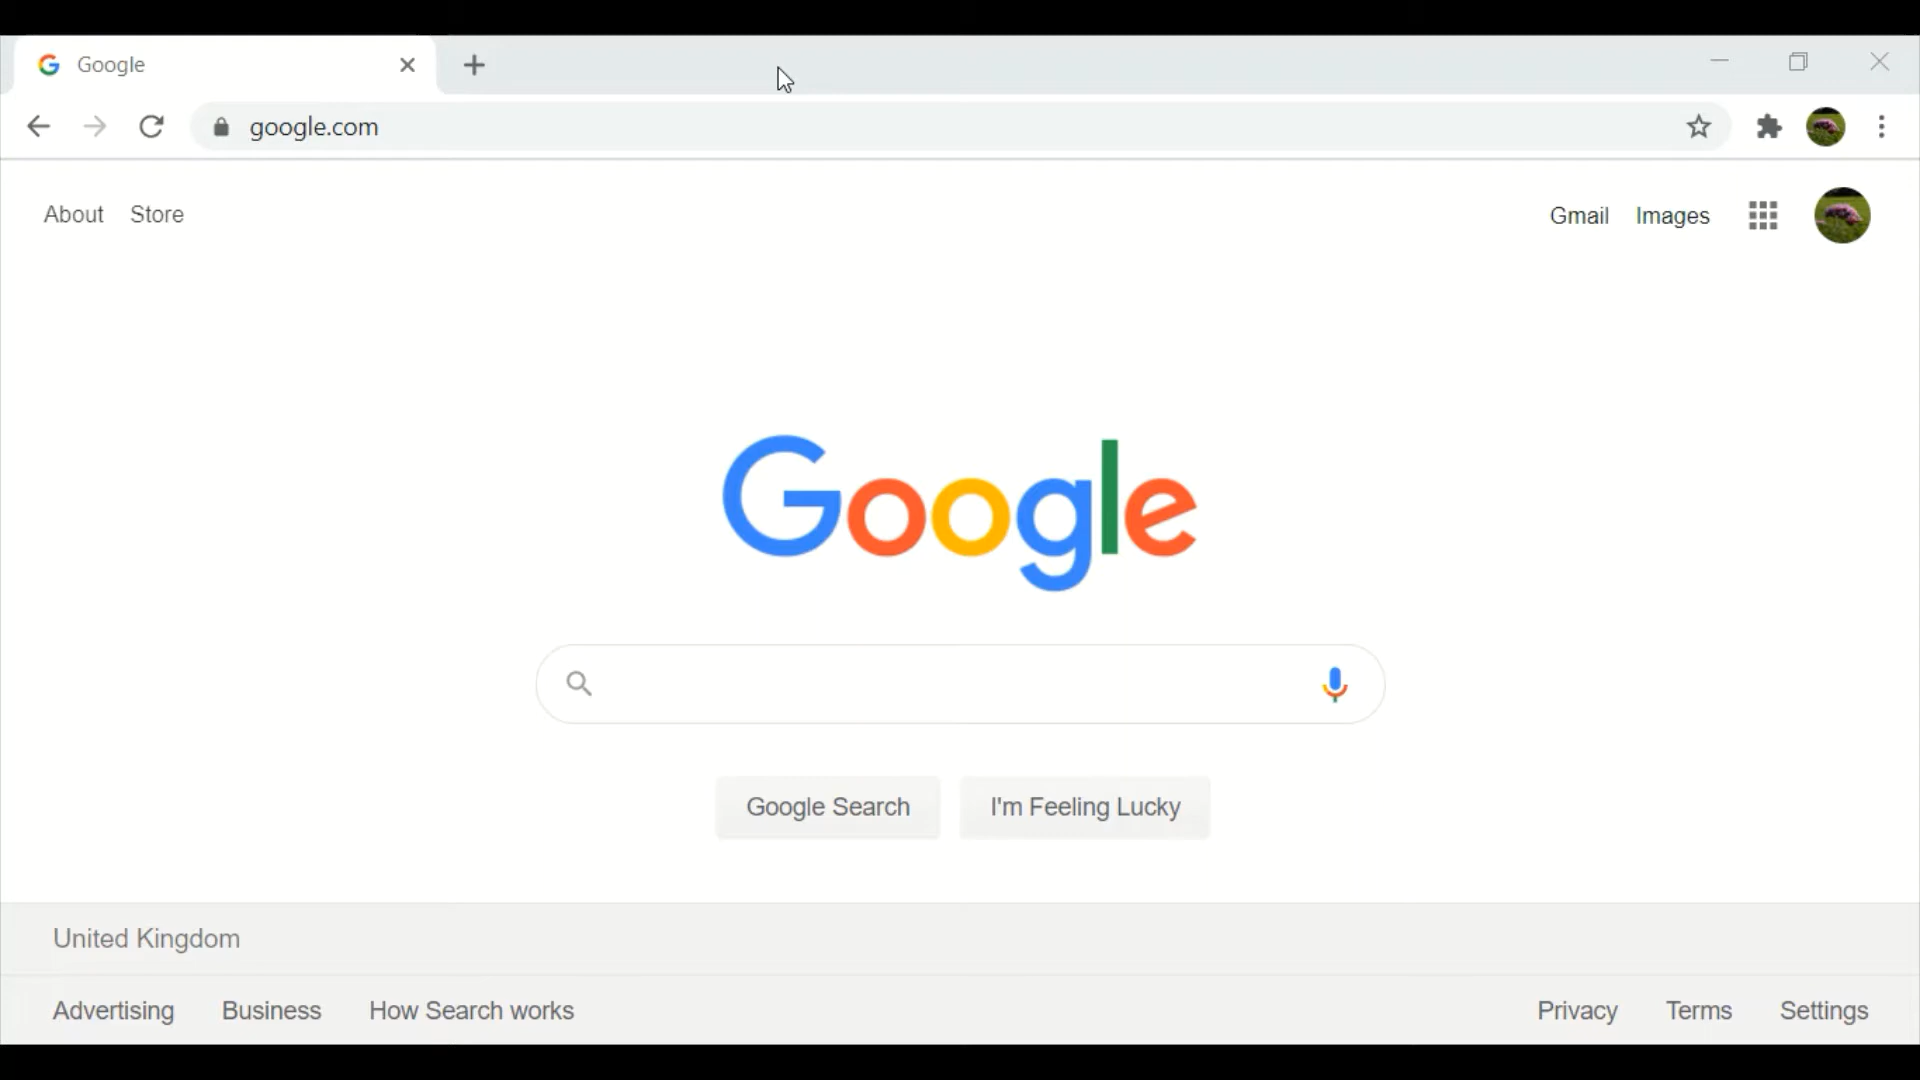 Google
google.com
About Store
Gmail Images
Google
Google Search I'm Feeling Lucky
United Kingdom
Advertising Business How Search works
Privacy Terms Settings